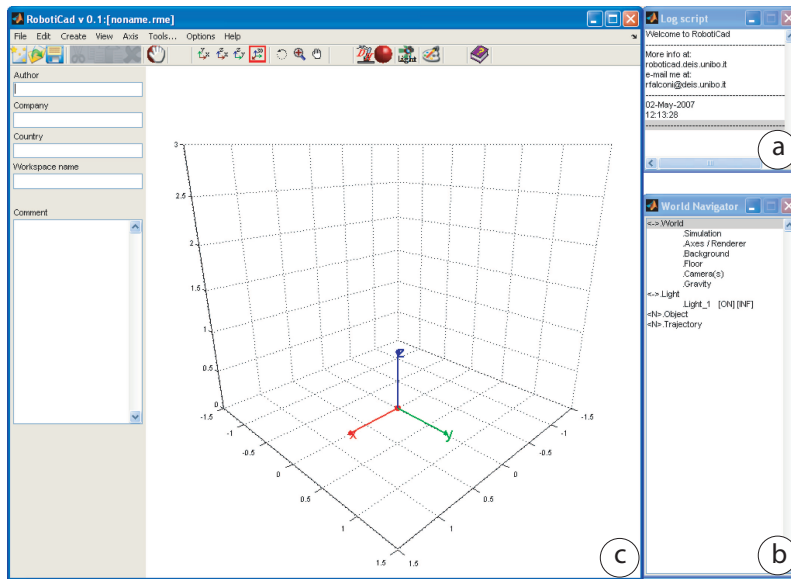 RobotiCad v 0.1:[noname.rme]
File Edit Create View Axis Tools... Options Help
Author
Company
Country
Workspace name
Comment
3
2.5
2
1.5
1
0.5
0
-1.5
-1
-0.5
0
0.5
1
1.5
-1.5
-1
-0.5
0
0.5
1
1.5
z
x
y
c
Log script
Welcome to RobotiCad
More info at:
roboticad.deis.unibo.it
e-mail me at:
rfalconi@deis.unibo.it
02-May-2007
12:13:28
a
World Navigator
<->.World
.Simulation
.Axes / Renderer
.Background
.Floor
.Camera(s)
.Gravity
<->.Light
.Light_1 [ON] [INF]
<N>.Object
<N>.Trajectory
b